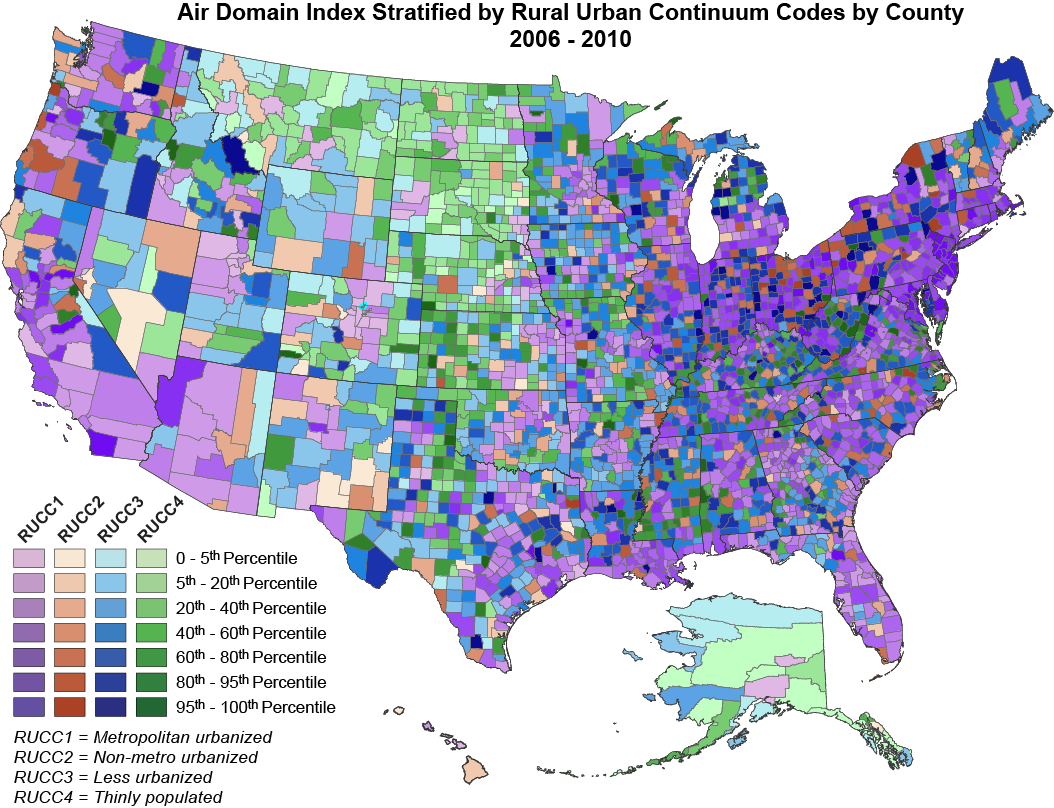 Air Domain Index Stratified by Rural Urban Continuum Codes by County
2006 - 2010
RUCC1 RUCC2 RUCC3 RUCC4
0 - 5th Percentile
5th - 20th Percentile
20th - 40th Percentile
40th - 60th Percentile
60th - 80th Percentile
80th - 95th Percentile
95th - 100th Percentile
RUCC1 = Metropolitan urbanized
RUCC2 = Non-metro urbanized
RUCC3 = Less urbanized
RUCC4 = Thinly populated